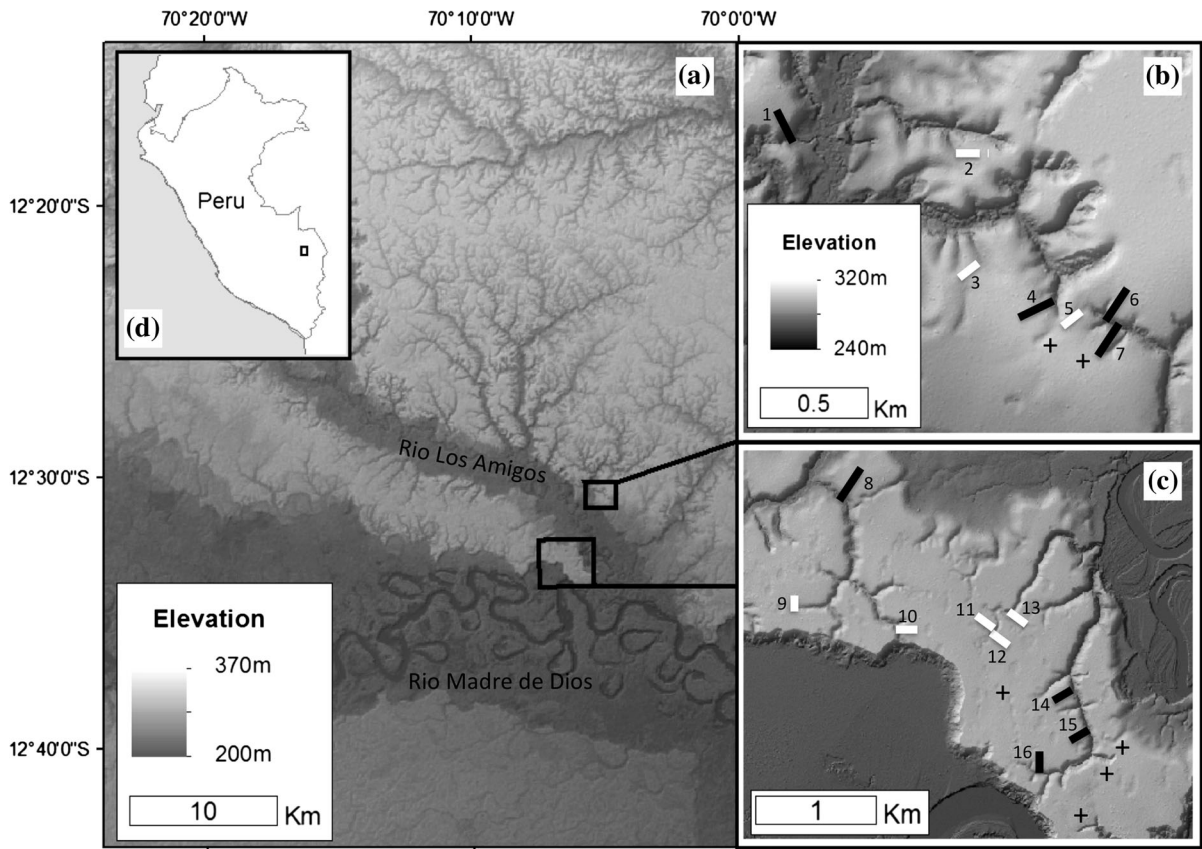 70°20'0"W
70°10'0"W
70°0'0"W
12°20'0"S
12°30'0"S
12°40'0"S
(a)
Peru
(d)
Rio Los Amigos
Rio Madre de Dios
Elevation
370m
200m
10
Km
(b)
1
2
3
4
5
6
7
Elevation
320m
240m
0.5
Km
(c)
8
9
10
11
13
12
14
15
16
1
Km